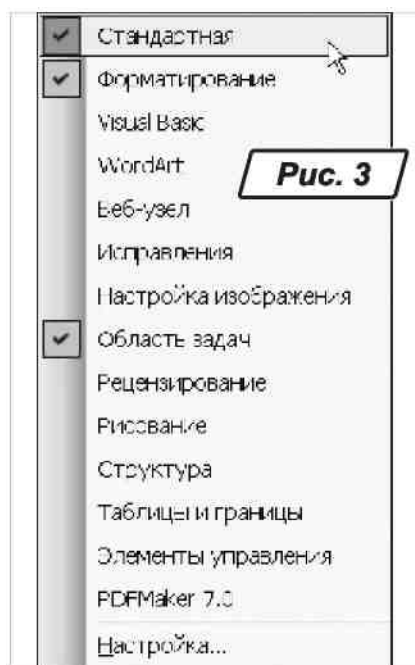 Стандартная
Форматирование
Visual Basic
WordArt
Рис. 3
Веб-узел
Исправления
Настройка изображения
Область задач
Рецензирование
Рисование
Структура
Таблицы и границы
Элементы управления
PDFMaker 7.0
Настройка...